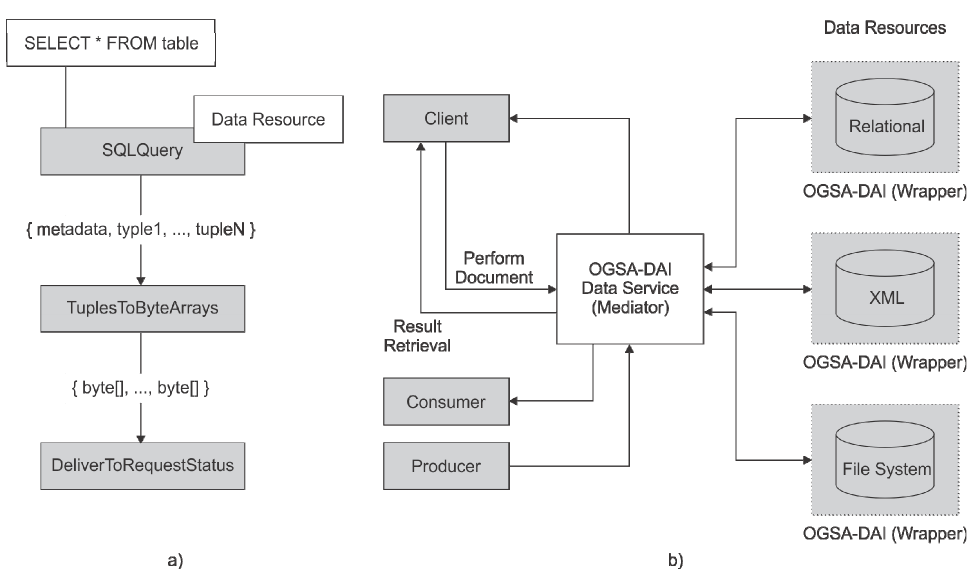 SELECT * FROM table
Data Resource
SQLQuery
{ metadata, typle1, ..., tupleN }
TuplesToByteArrays
{ byte[], ..., byte[] }
DeliverToRequestStatus
a)
Data Resources
Client
Relational
OGSA-DAI (Wrapper)
Perform
Document
OGSA-DAI
Data Service
(Mediator)
XML
OGSA-DAI (Wrapper)
Result
Retrieval
Consumer
Producer
File System
OGSA-DAI (Wrapper)
b)